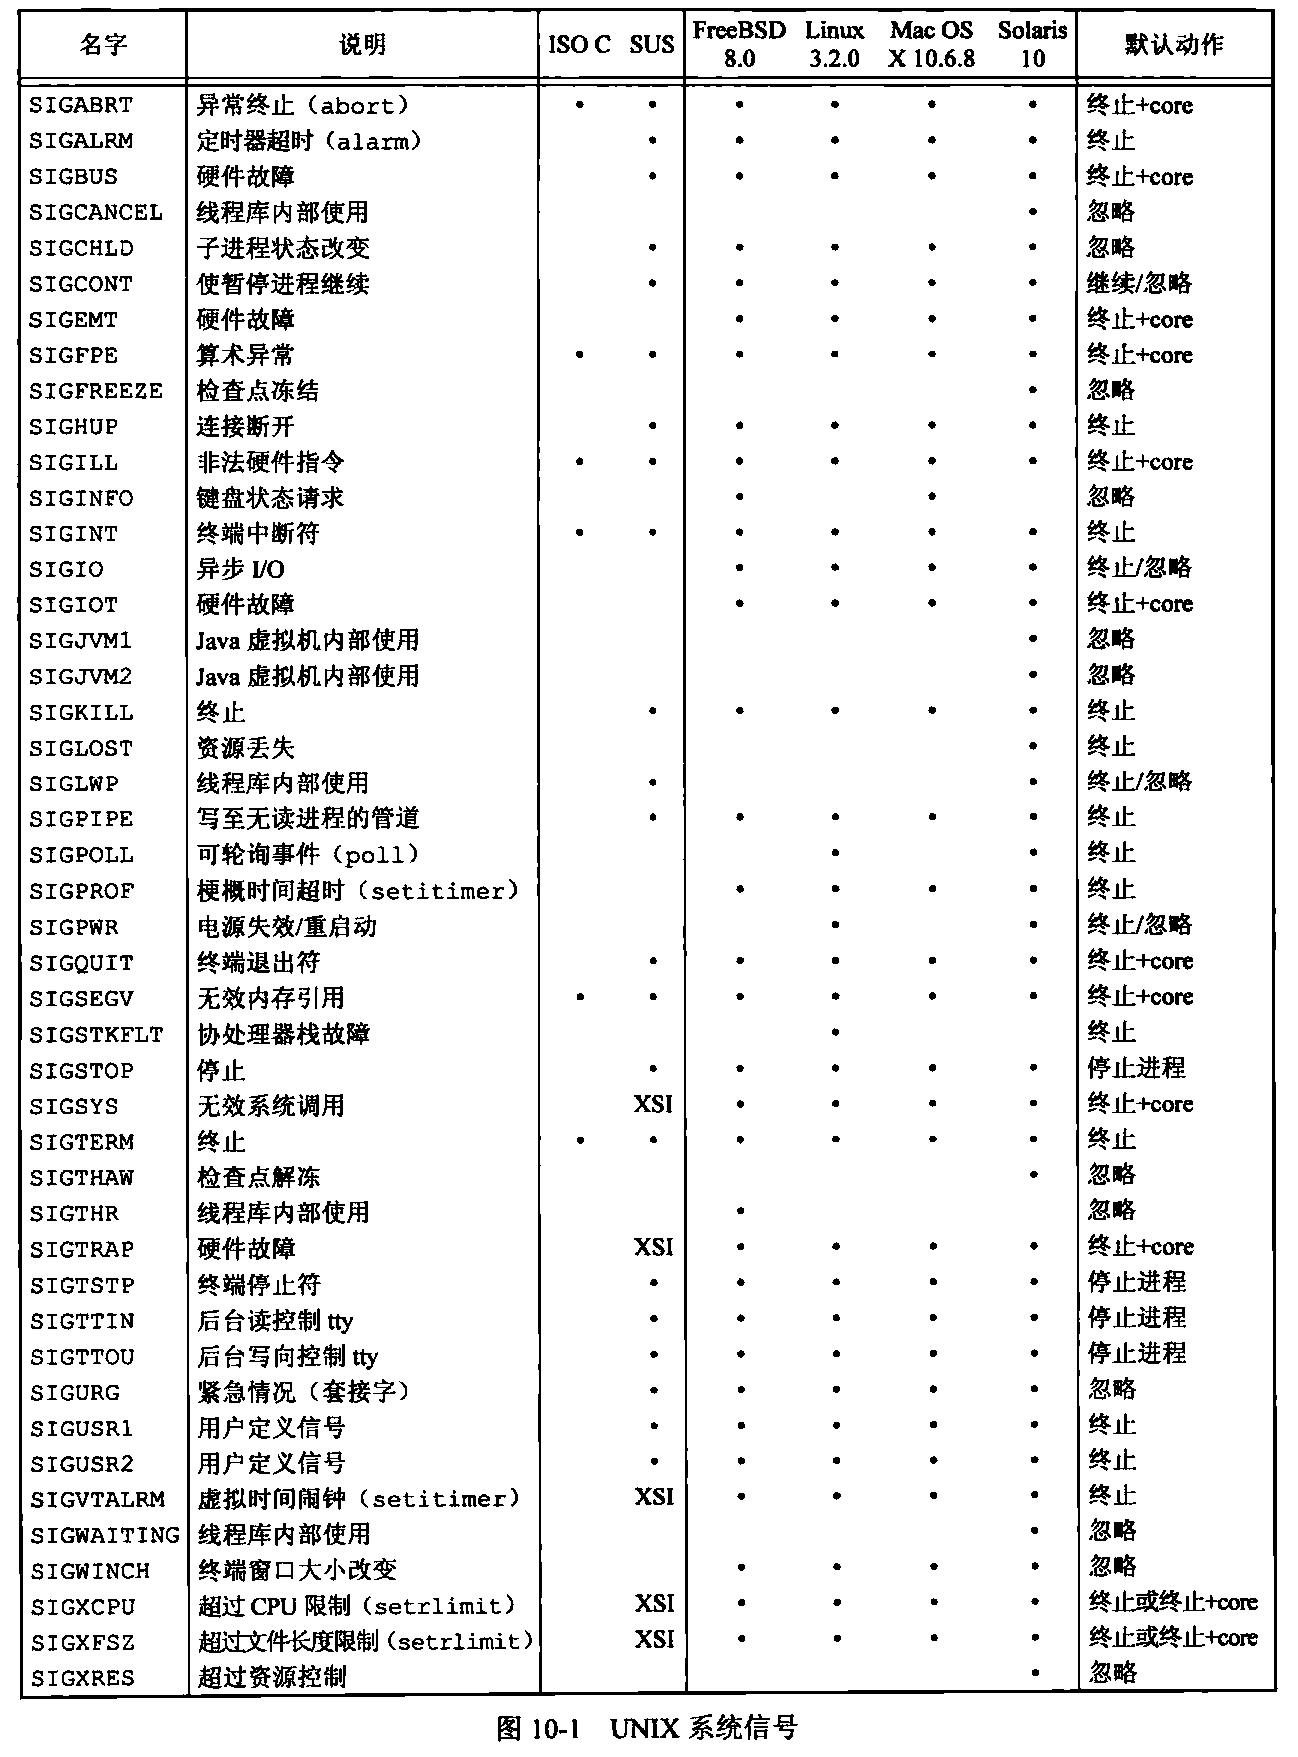 名字 说明 ISO C SUS FreeBSD 8.0 Linux 3.2.0 Mac OS X 10.6.8 Solaris 10 默认动作
SIGABRT 异常终止（abort） • • • • • • 终止+core
SIGALRM 定时器超时（alarm） • • • • • 终止
SIGBUS 硬件故障 • • • • • 终止+core
SIGCANCEL 线程库内部使用 • 忽略
SIGCHLD 子进程状态改变 • • • • • 忽略
SIGCONT 使暂停进程继续 • • • • • 继续/忽略
SIGEMT 硬件故障 • • • • 终止+core
SIGFPE 算术异常 • • • • • • 终止+core
SIGFREEZE 检查点冻结 • 忽略
SIGHUP 连接断开 • • • • • 终止
SIGILL 非法硬件指令 • • • • • • 终止+core
SIGINFO 键盘状态请求 • • 忽略
SIGINT 终端中断符 • • • • • • 终止
SIGIO 异步 I/O • • • • 终止/忽略
SIGIOT 硬件故障 • • • • 终止+core
SIGJVM1 Java 虚拟机内部使用 • 忽略
SIGJVM2 Java 虚拟机内部使用 • 忽略
SIGKILL 终止 • • • • • 终止
SIGLOST 资源丢失 • 终止
SIGLWP 线程库内部使用 • • 终止/忽略
SIGPIPE 写至无读进程的管道 • • • • • 终止
SIGPOLL 可轮询事件（poll） • • 终止
SIGPROF 梗概时间超时（setitimer） • • • • 终止
SIGPWR 电源失效/重启动 • • 终止/忽略
SIGQUIT 终端退出符 • • • • • 终止+core
SIGSEGV 无效内存引用 • • • • • • 终止+core
SIGSTKFLT 协处理器栈故障 • 终止
SIGSTOP 停止 • • • • • 停止进程
SIGSYS 无效系统调用 XSI • • • • 终止+core
SIGTERM 终止 • • • • • • 终止
SIGTHAW 检查点解冻 • 忽略
SIGTHR 线程库内部使用 • 忽略
SIGTRAP 硬件故障 XSI • • • • 终止+core
SIGTSTP 终端停止符 • • • • • 停止进程
SIGTTIN 后台读控制 tty • • • • • 停止进程
SIGTTOU 后台写向控制 tty • • • • • 停止进程
SIGURG 紧急情况（套接字） • • • • • 忽略
SIGUSR1 用户定义信号 • • • • • 终止
SIGUSR2 用户定义信号 • • • • • 终止
SIGVTALRM 虚拟时间闹钟（setitimer） XSI • • • • 终止
SIGWAITING 线程库内部使用 • 忽略
SIGWINCH 终端窗口大小改变 • • • • 忽略
SIGXCPU 超过 CPU 限制（setrlimit） XSI • • • • 终止或终止+core
SIGXFSZ 超过文件长度限制（setrlimit） XSI • • • • 终止或终止+core
SIGXRES 超过资源控制 • 忽略
图 10-1 UNIX 系统信号